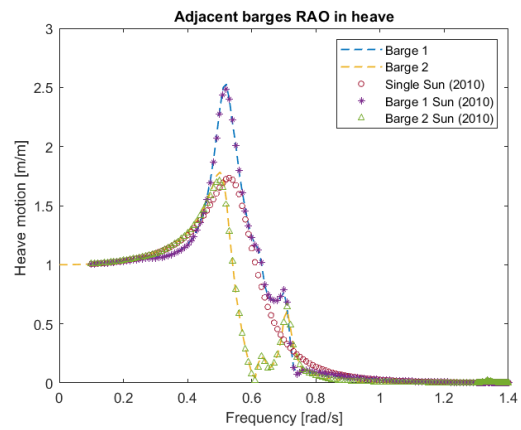 Adjacent barges RAO in heave
Barge 1
Barge 2
Single Sun (2010)
Barge 1 Sun (2010)
Barge 2 Sun (2010)
Heave motion [m/m]
3
2.5
2
1.5
1
0.5
0
0 0.2 0.4 0.6 0.8 1 1.2 1.4
Frequency [rad/s]